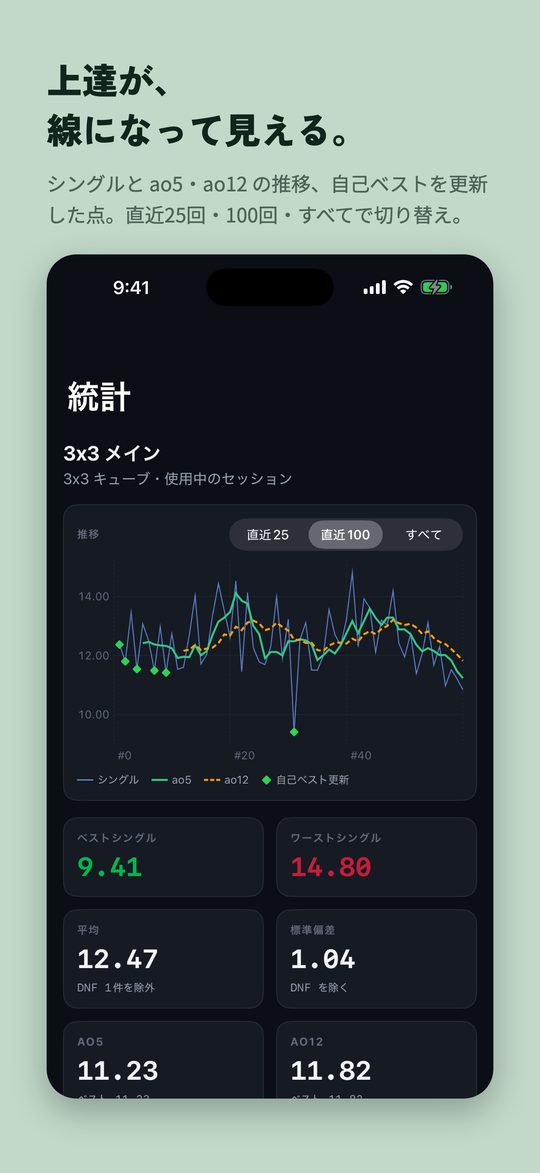 上達が、
線になって見える。
シングルと ao5・ao12 の推移、自己ベストを更新
した点。直近25回・100回・すべてで切り替え。
9:41
統計
3x3 メイン
3x3 キューブ・使用中のセッション
推移
直近25
直近100
すべて
14.00
12.00
10.00
#0
#20
#40
シングル
ao5
ao12
自己ベスト更新
ベストシングル
9.41
ワーストシングル
14.80
平均
12.47
DNF 1件を除外
標準偏差
1.04
DNF を除く
AO5
11.23
AO12
11.82